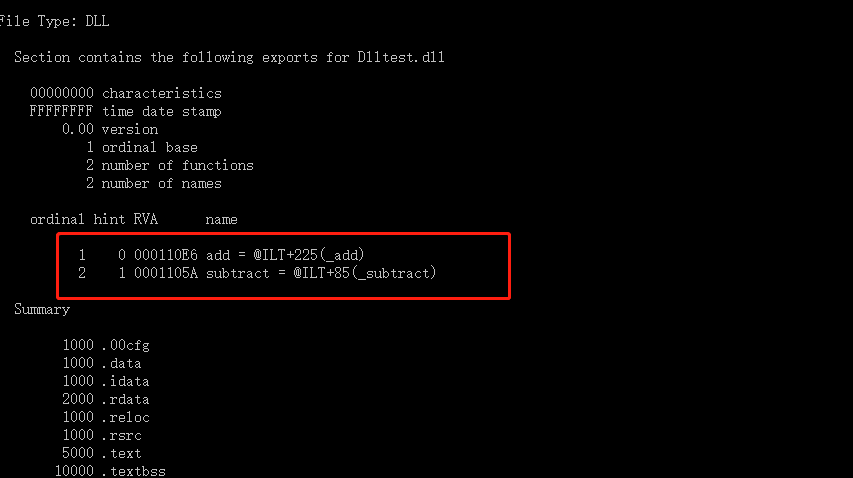 File Type: DLL
Section contains the following exports for Dlltest.dll
00000000 characteristics
FFFFFFFF time date stamp
0.00 version
1 ordinal base
2 number of functions
2 number of names
ordinal hint RVA name
1 0 000110E6 add = @ILT+225(_add)
2 1 0001105A subtract = @ILT+85(_subtract)
Summary
1000 .00cfg
1000 .data
1000 .idata
2000 .rdata
1000 .reloc
1000 .rsrc
5000 .text
10000 .textbss